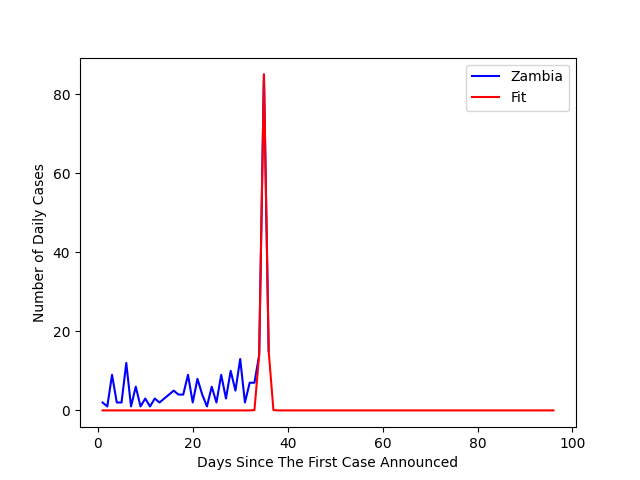 Zambia
Fit
Number of Daily Cases
80
60
40
20
0
0 20 40 60 80 100
Days Since The First Case Announced